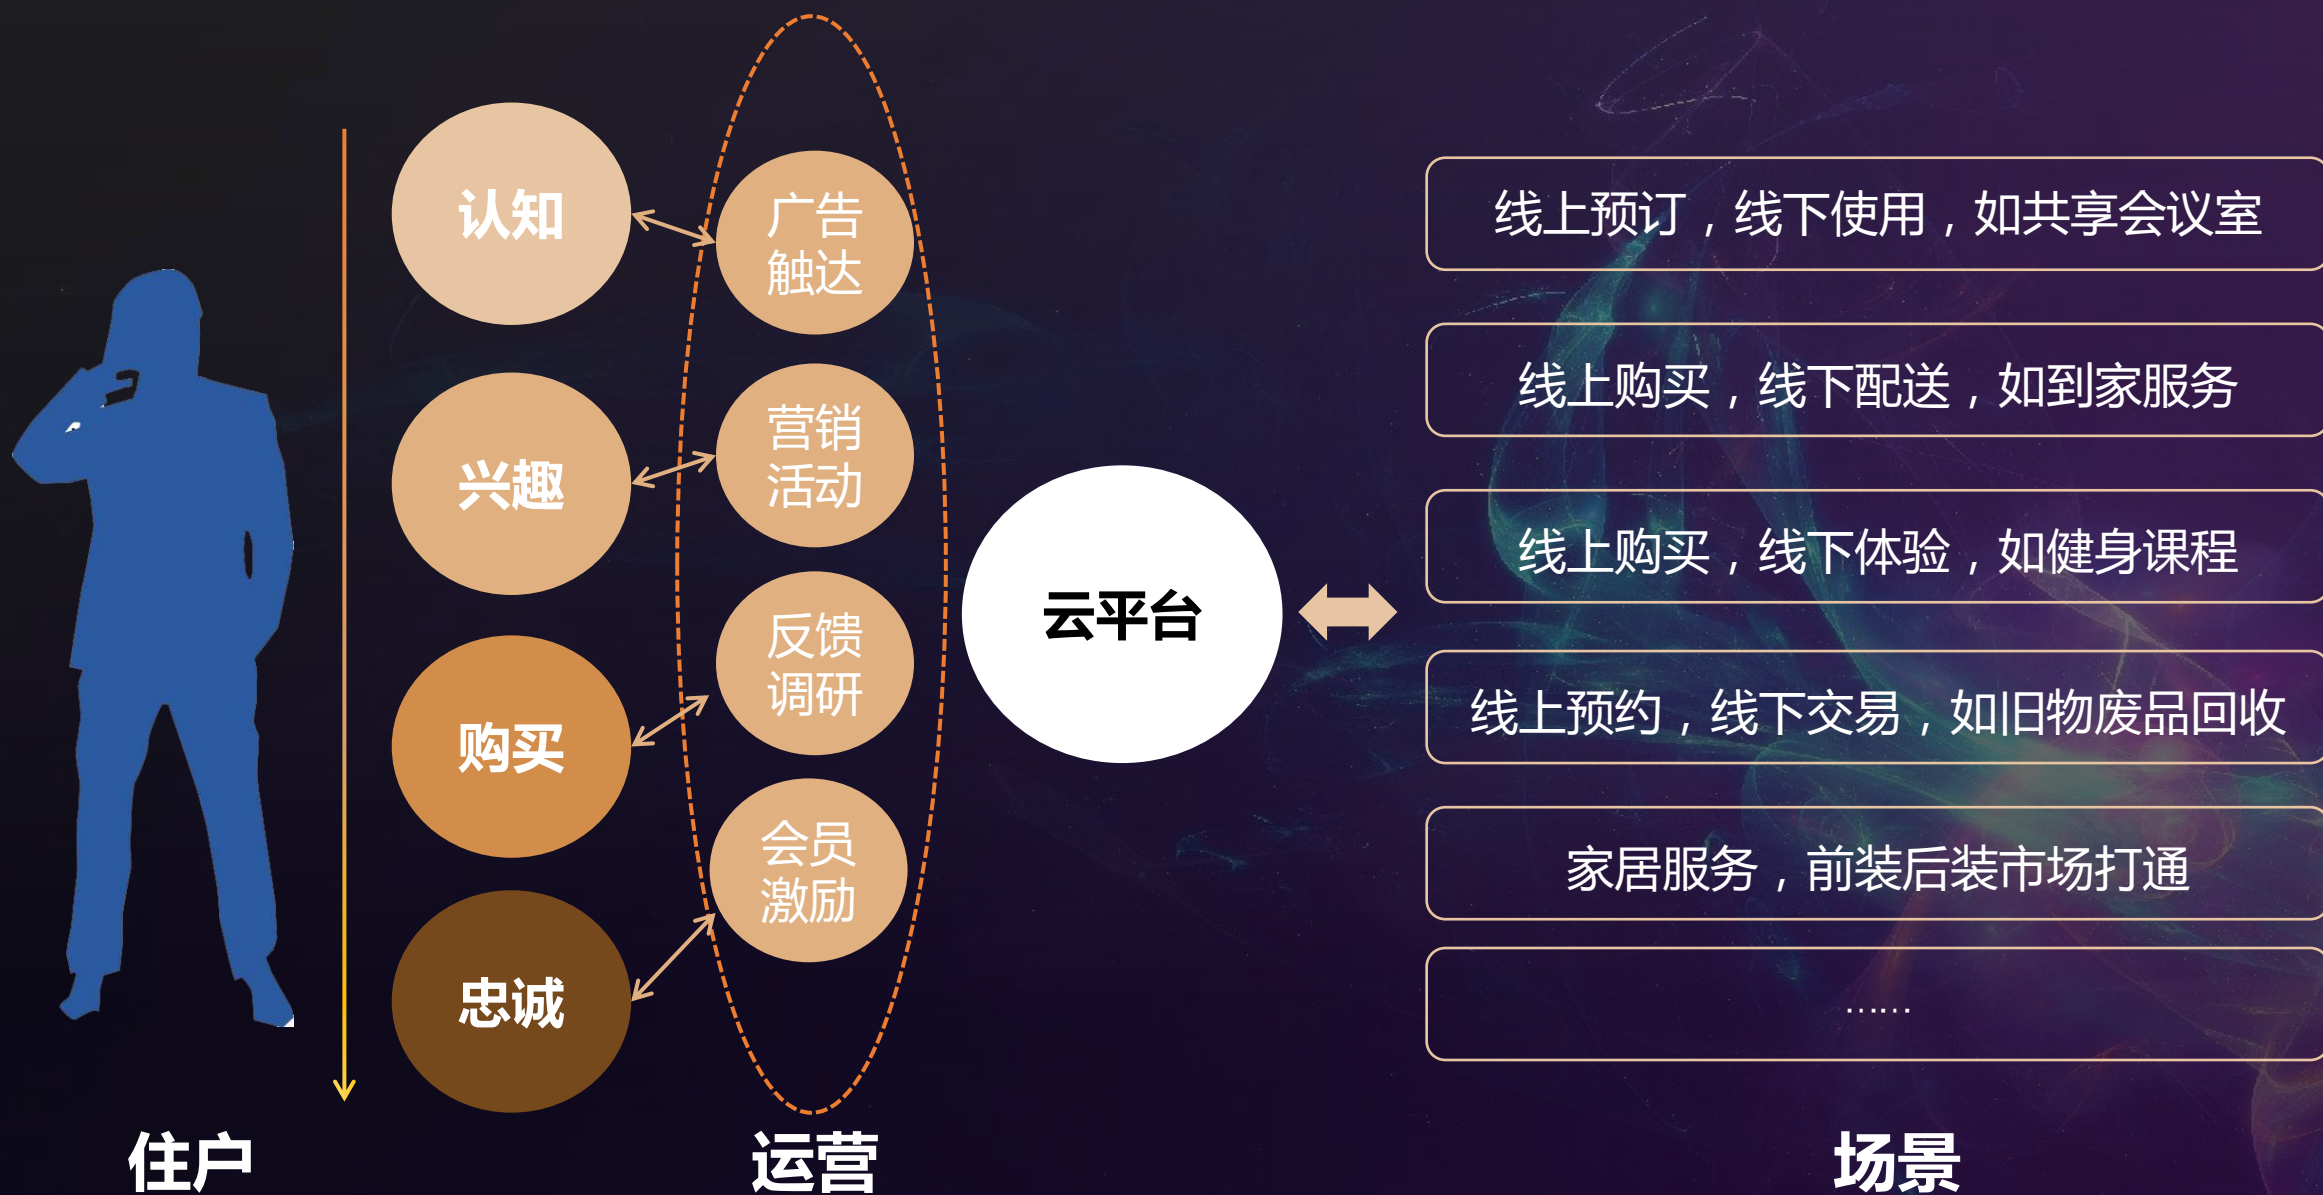 认知
兴趣
购买
忠诚
广告
触达
营销
活动
反馈
调研
会员
激励
云平台
线上预订，线下使用，如共享会议室
线上购买，线下配送，如到家服务
线上购买，线下体验，如健身课程
线上预约，线下交易，如旧物废品回收
家居服务，前装后装市场打通
……
住户
运营
场景